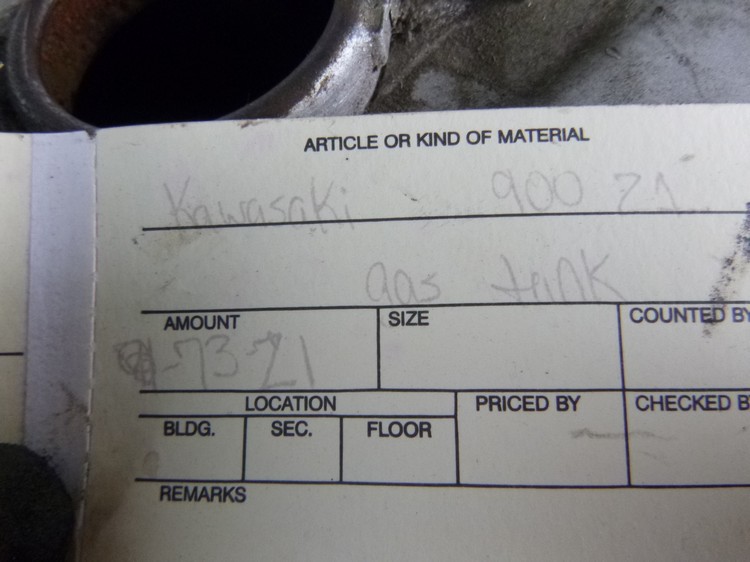 ARTICLE OR KIND OF MATERIAL
Kawasaki 900 Z1
gas tank
AMOUNT SIZE COUNTED BY
-73 Z1
LOCATION PRICED BY CHECKED B
BLDG. SEC. FLOOR
REMARKS